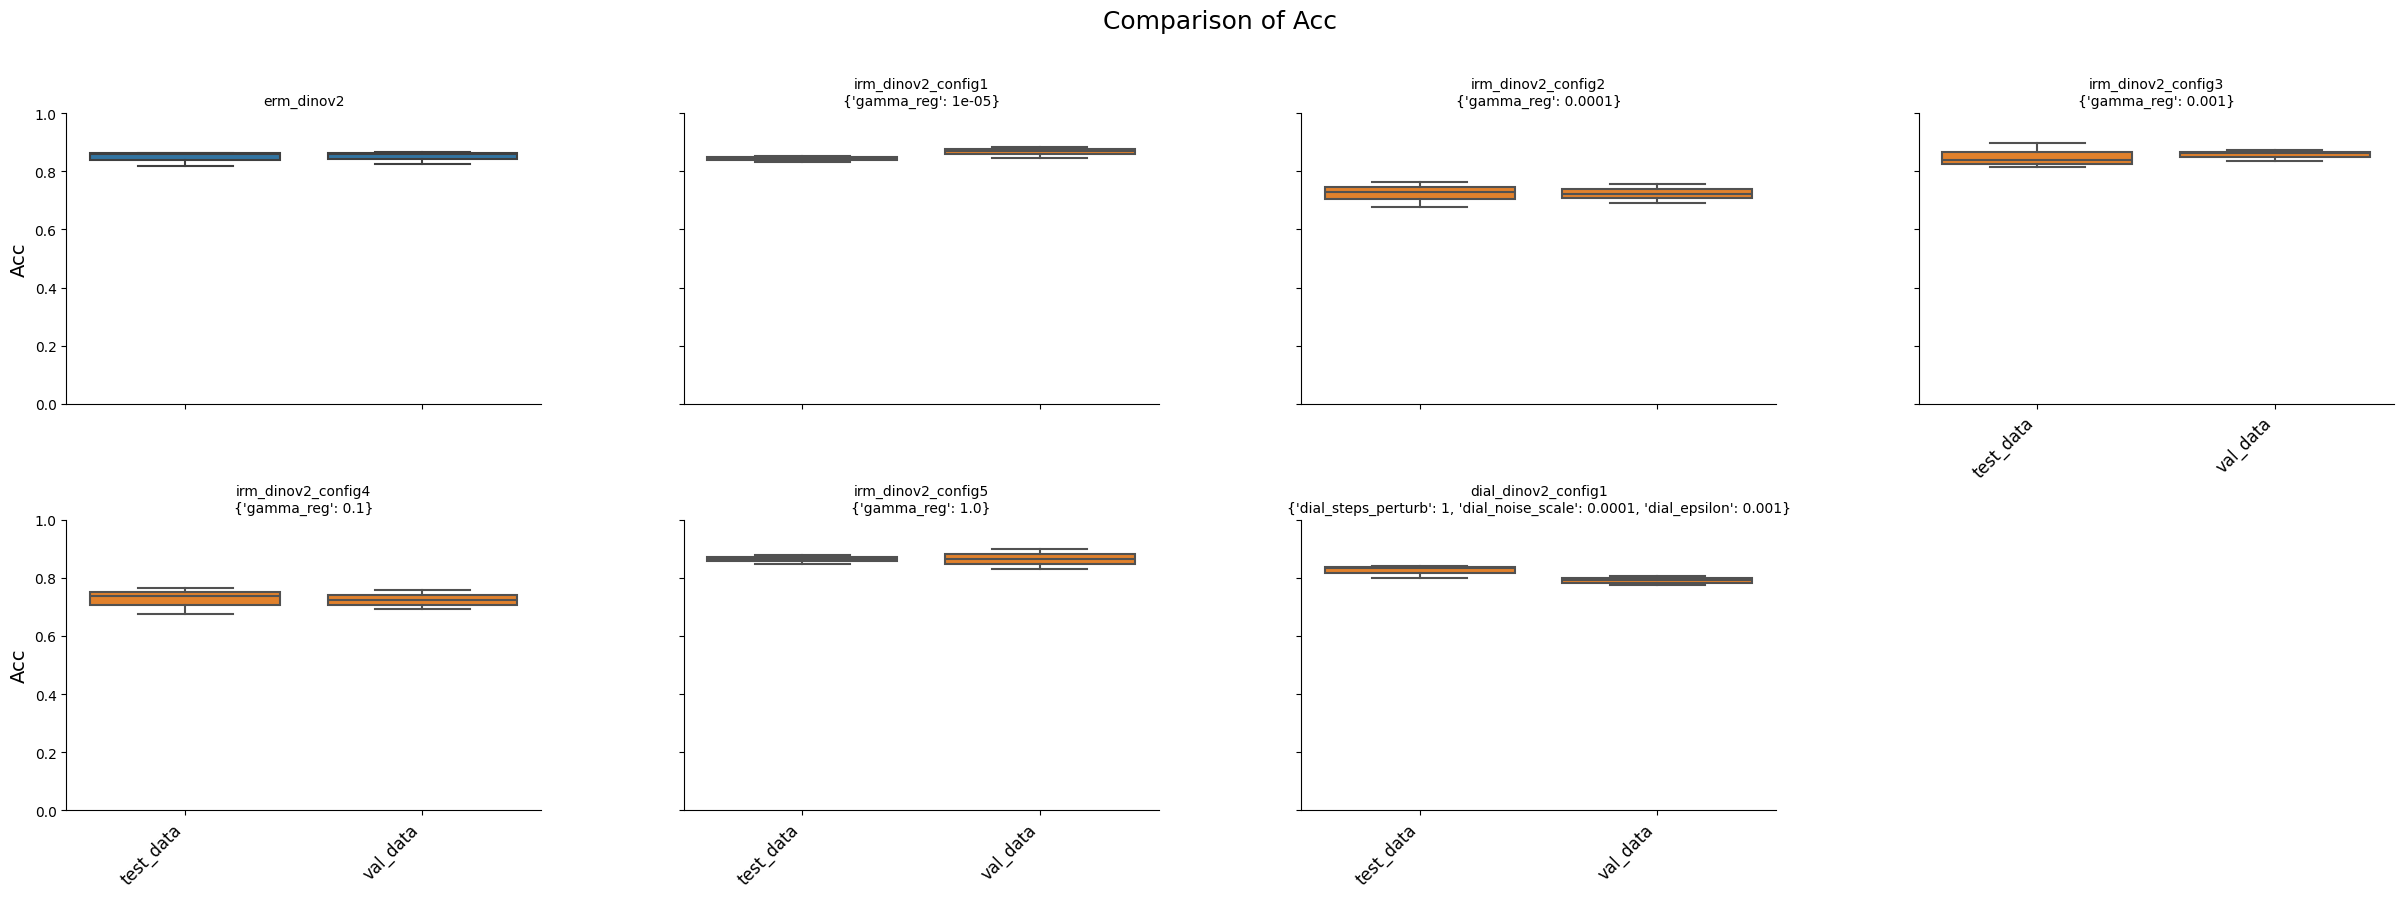 Comparison of Acc
erm_dinov2
irm_dinov2_config1
{'gamma_reg': 1e-05}
irm_dinov2_config2
{'gamma_reg': 0.0001}
irm_dinov2_config3
{'gamma_reg': 0.001}
1.0
0.8
0.6
0.4
0.2
0.0
Acc
test_data
val_data
irm_dinov2_config4
{'gamma_reg': 0.1}
irm_dinov2_config5
{'gamma_reg': 1.0}
dial_dinov2_config1
{'dial_steps_perturb': 1, 'dial_noise_scale': 0.0001, 'dial_epsilon': 0.001}
1.0
0.8
0.6
0.4
0.2
0.0
Acc
test_data
val_data
test_data
val_data
test_data
val_data